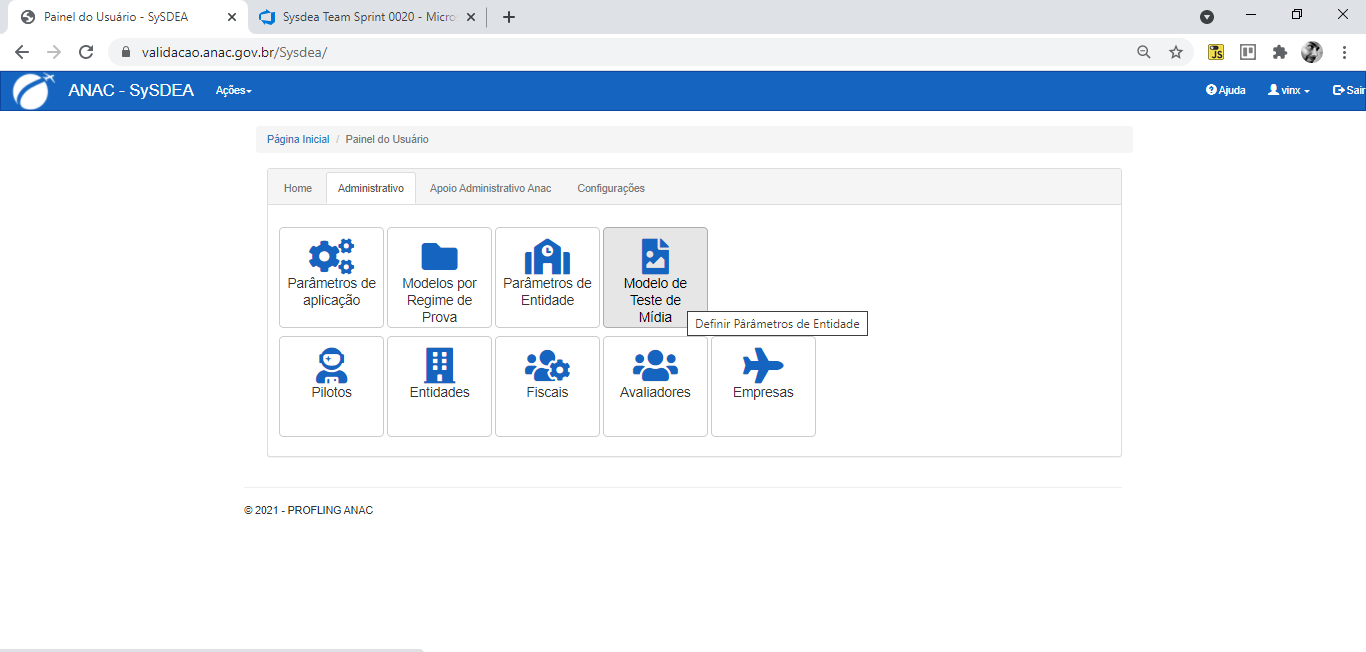 Painel do Usuário - SySDEA
Sysdea Team Sprint 0020 - Micro
validacao.anac.gov.br/Sysdea/
JS
ANAC - SySDEA
Ações
Ajuda
vinx
Sair
Página Inicial / Painel do Usuário
Home
Administrativo
Apoio Administrativo Anac
Configurações
Parâmetros de
aplicação
Modelos por
Regime de
Prova
Parâmetros de
Entidade
Modelo de
Teste de
Mídia
Definir Pârâmetros de Entidade
Pilotos
Entidades
Fiscais
Avaliadores
Empresas
© 2021 - PROFLING ANAC